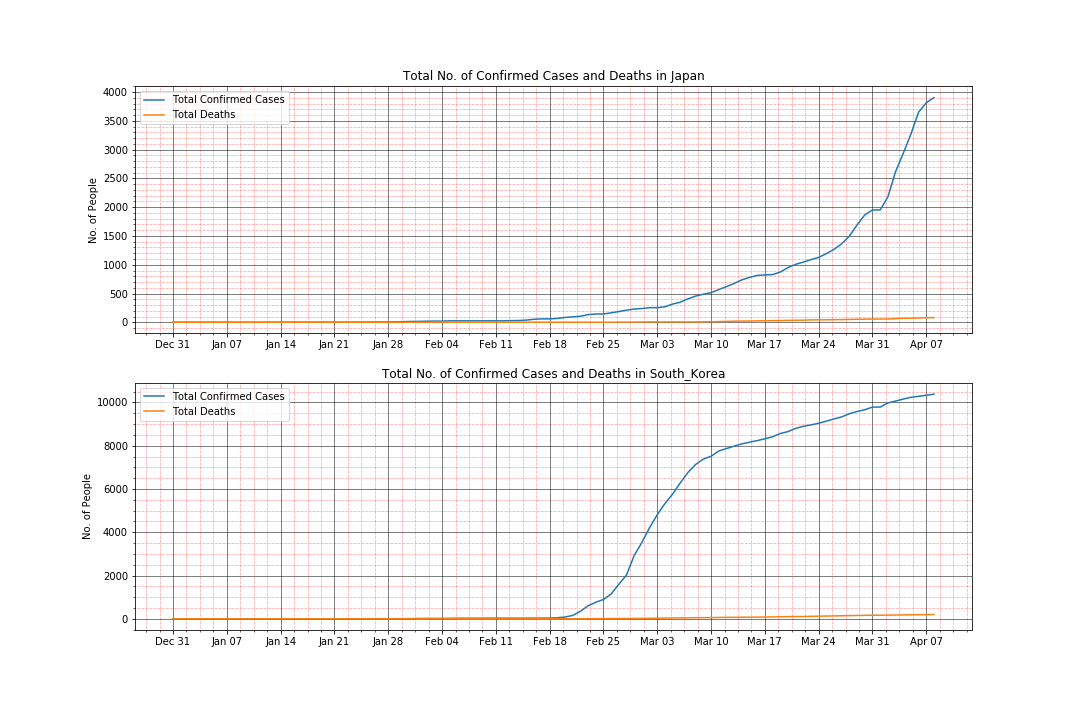 Total No. of Confirmed Cases and Deaths in Japan
Total Confirmed Cases
Total Deaths
No. of People
4000
3500
3000
2500
2000
1500
1000
500
0
Dec 31 Jan 07 Jan 14 Jan 21 Jan 28 Feb 04 Feb 11 Feb 18 Feb 25 Mar 03 Mar 10 Mar 17 Mar 24 Mar 31 Apr 07
Total No. of Confirmed Cases and Deaths in South_Korea
Total Confirmed Cases
Total Deaths
No. of People
10000
8000
6000
4000
2000
0
Dec 31 Jan 07 Jan 14 Jan 21 Jan 28 Feb 04 Feb 11 Feb 18 Feb 25 Mar 03 Mar 10 Mar 17 Mar 24 Mar 31 Apr 07